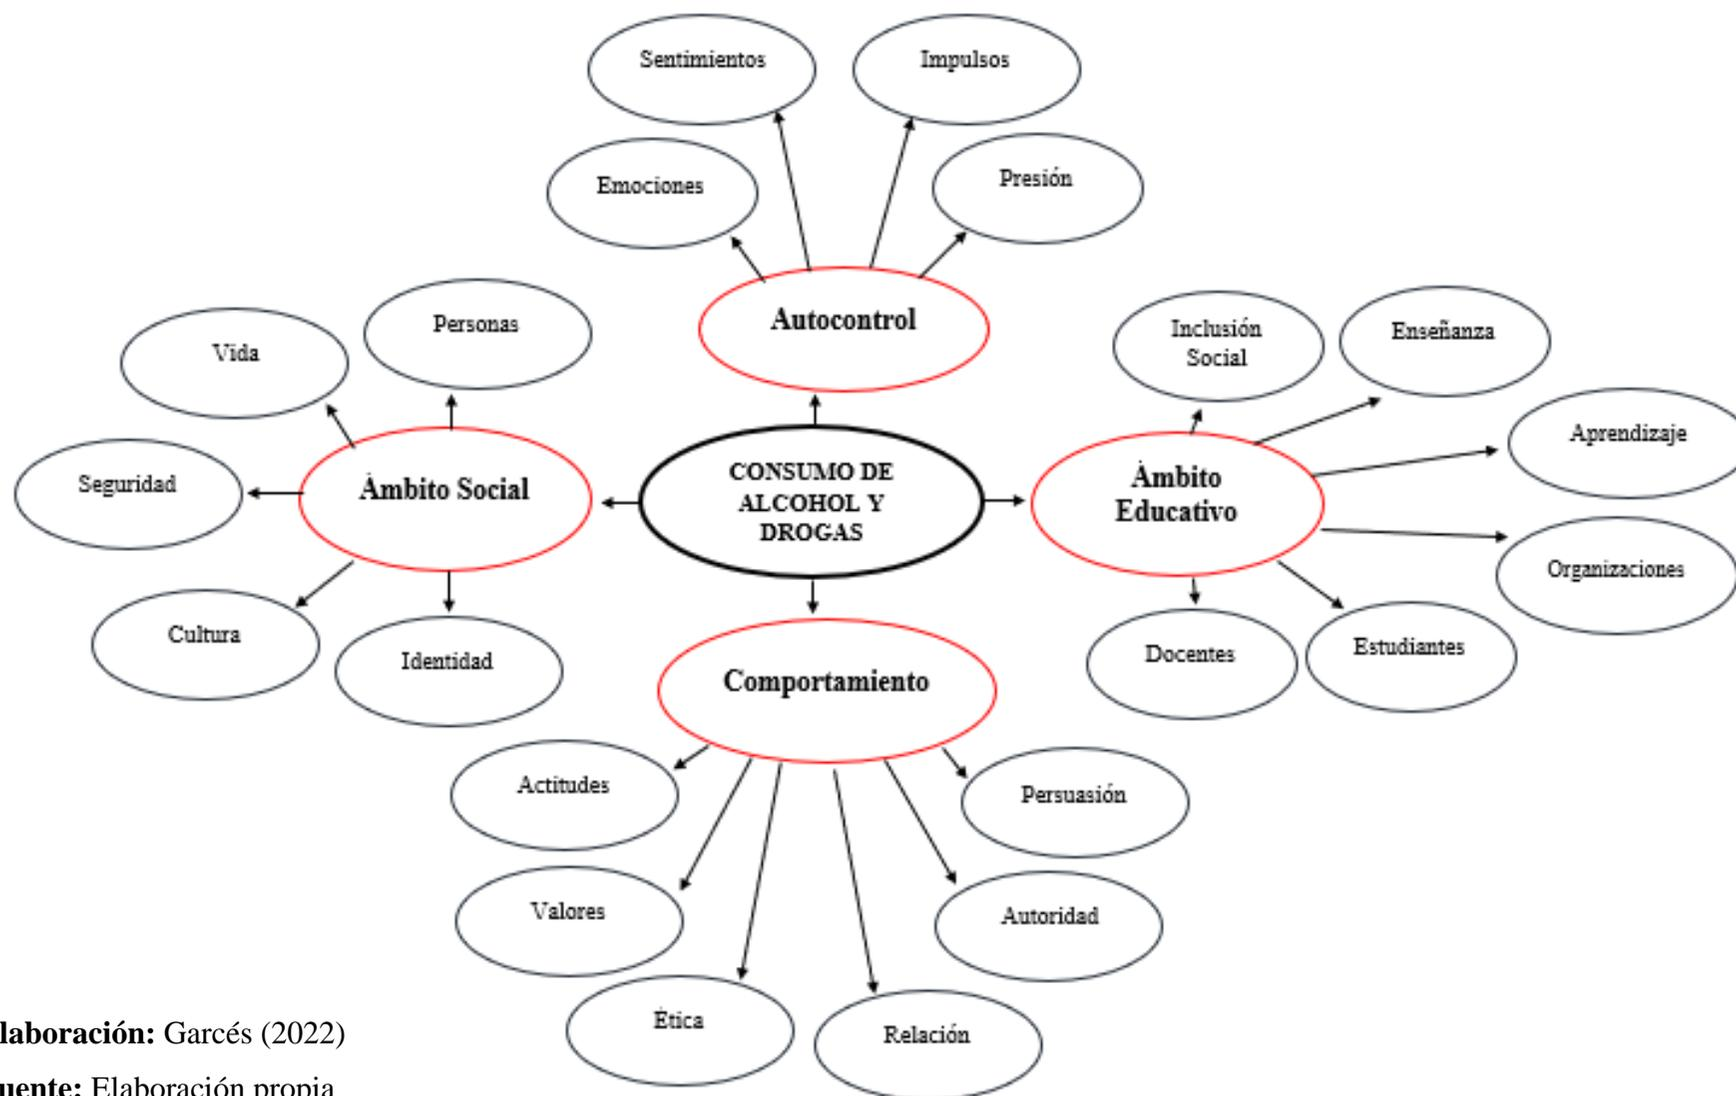 Sentimientos
Impulsos
Emociones
Presión
Autocontrol
Personas
Vida
Seguridad
Ámbito Social
Cultura
Identidad
CONSUMO DE
ALCOHOL Y
DROGAS
Inclusión
Social
Enseñanza
Aprendizaje
Ámbito
Educativo
Organizaciones
Docentes
Estudiantes
Comportamiento
Actitudes
Persuasión
Valores
Autoridad
Ética
Relación
laboración: Garcés (2022)
uente: Elaboración propia